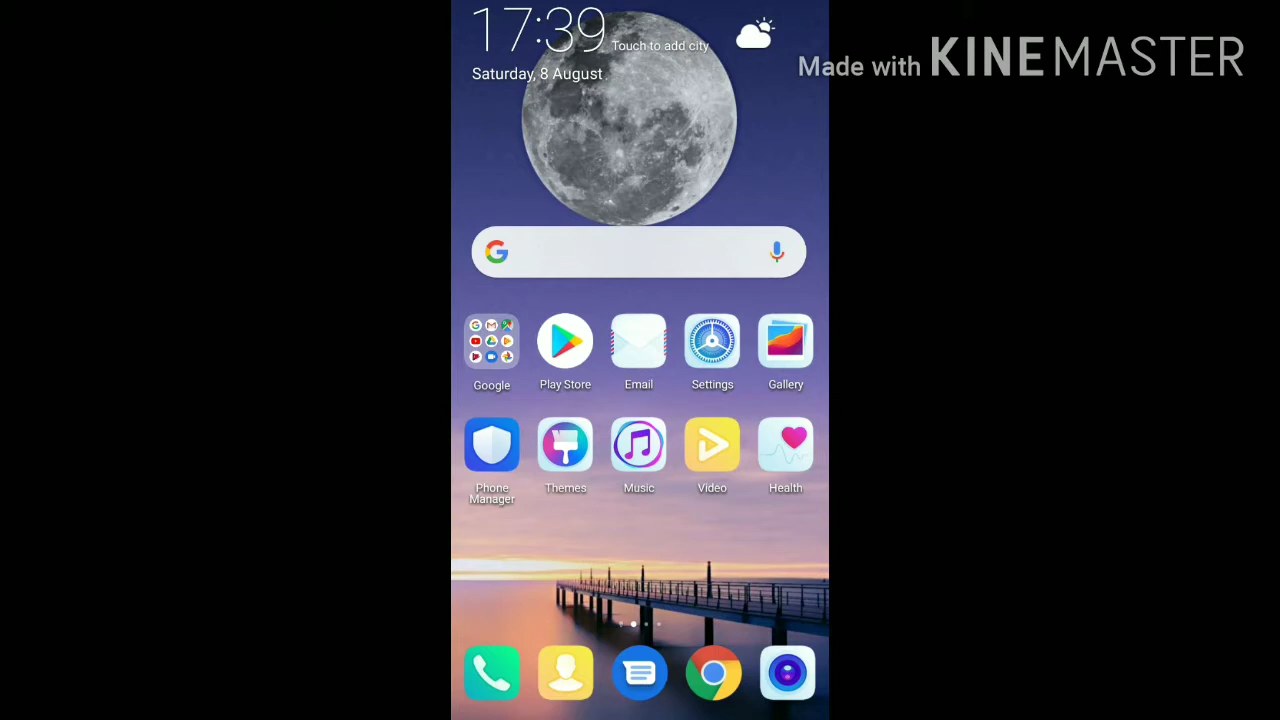 17:39 Touch to add city
Saturday, 8 August
Made with KINEMASTER
Google Play Store Email Settings Gallery
Phone Manager Themes Music Video Health